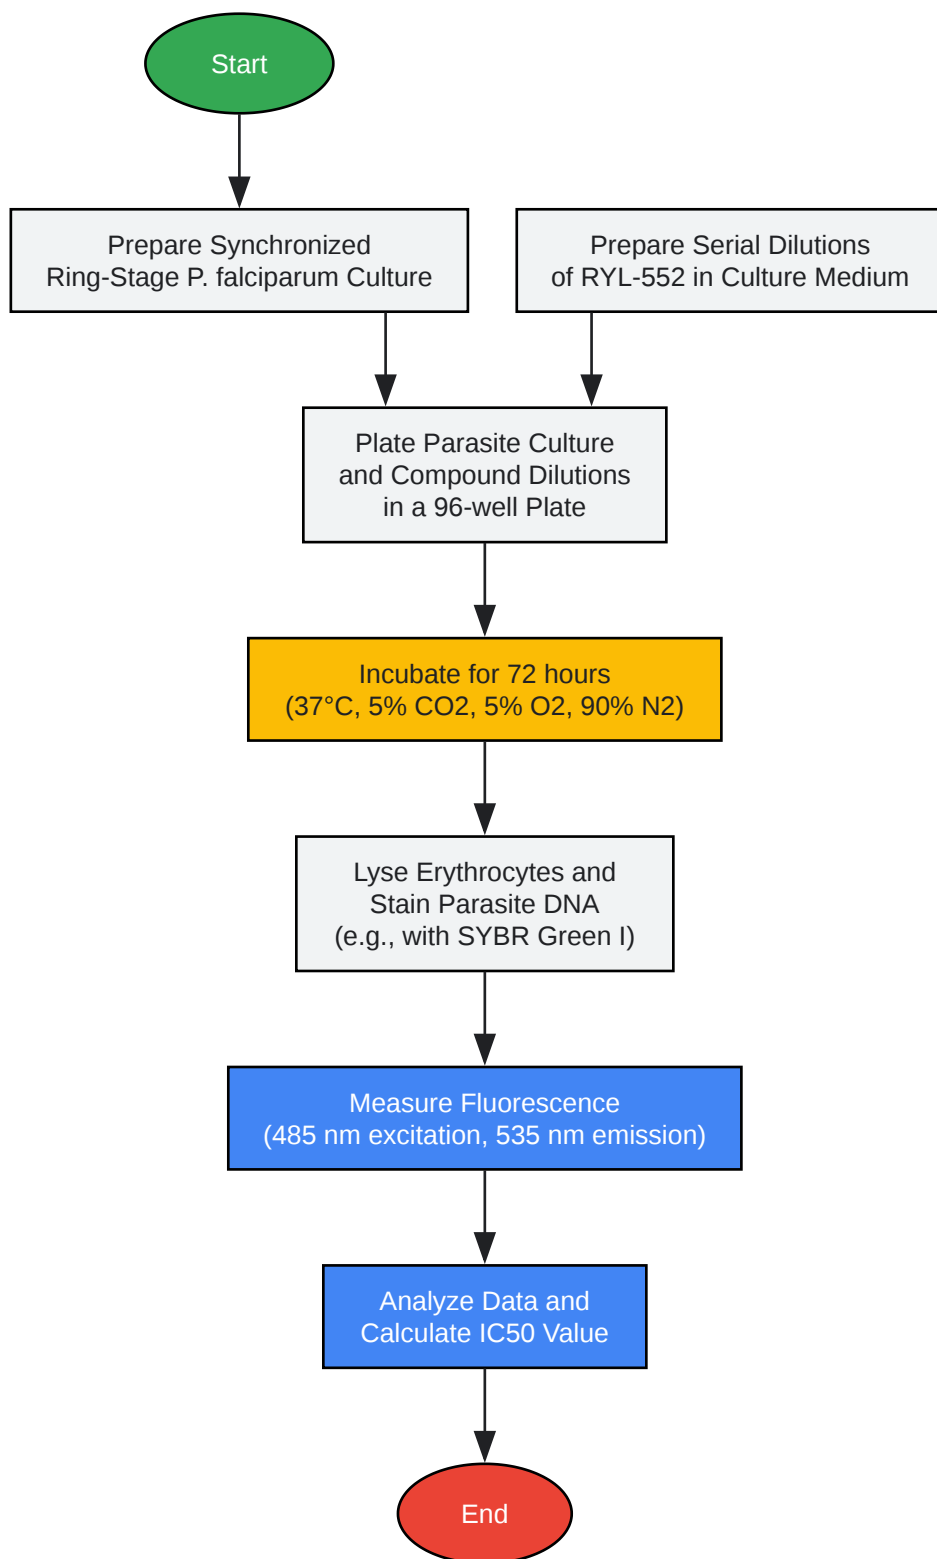 Start
Prepare Synchronized
Ring-Stage P. falciparum Culture
Prepare Serial Dilutions
of RYL-552 in Culture Medium
Plate Parasite Culture
and Compound Dilutions
in a 96-well Plate
Incubate for 72 hours
(37°C, 5% CO2, 5% O2, 90% N2)
Lyse Erythrocytes and
Stain Parasite DNA
(e.g., with SYBR Green I)
Measure Fluorescence
(485 nm excitation, 535 nm emission)
Analyze Data and
Calculate IC50 Value
End